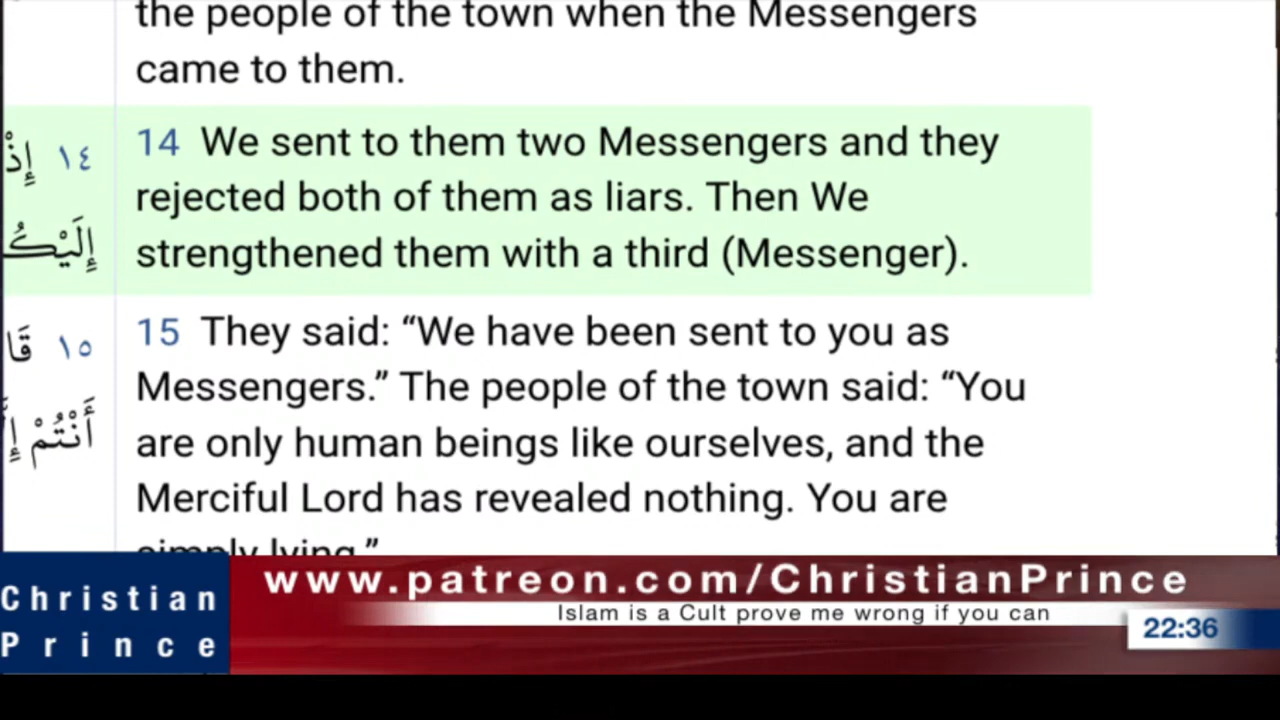 the people of the town when the Messengers
came to them.
١٤ إِذْ
إِلَيْكُ
14 We sent to them two Messengers and they
rejected both of them as liars. Then We
strengthened them with a third (Messenger).
١٥ قَا
أَنْتُمْ إِ
15 They said: “We have been sent to you as
Messengers.” The people of the town said: “You
are only human beings like ourselves, and the
Merciful Lord has revealed nothing. You are
simply lying.”
Christian
Prince
www.patreon.com/ChristianPrince
Islam is a Cult prove me wrong if you can
22:36